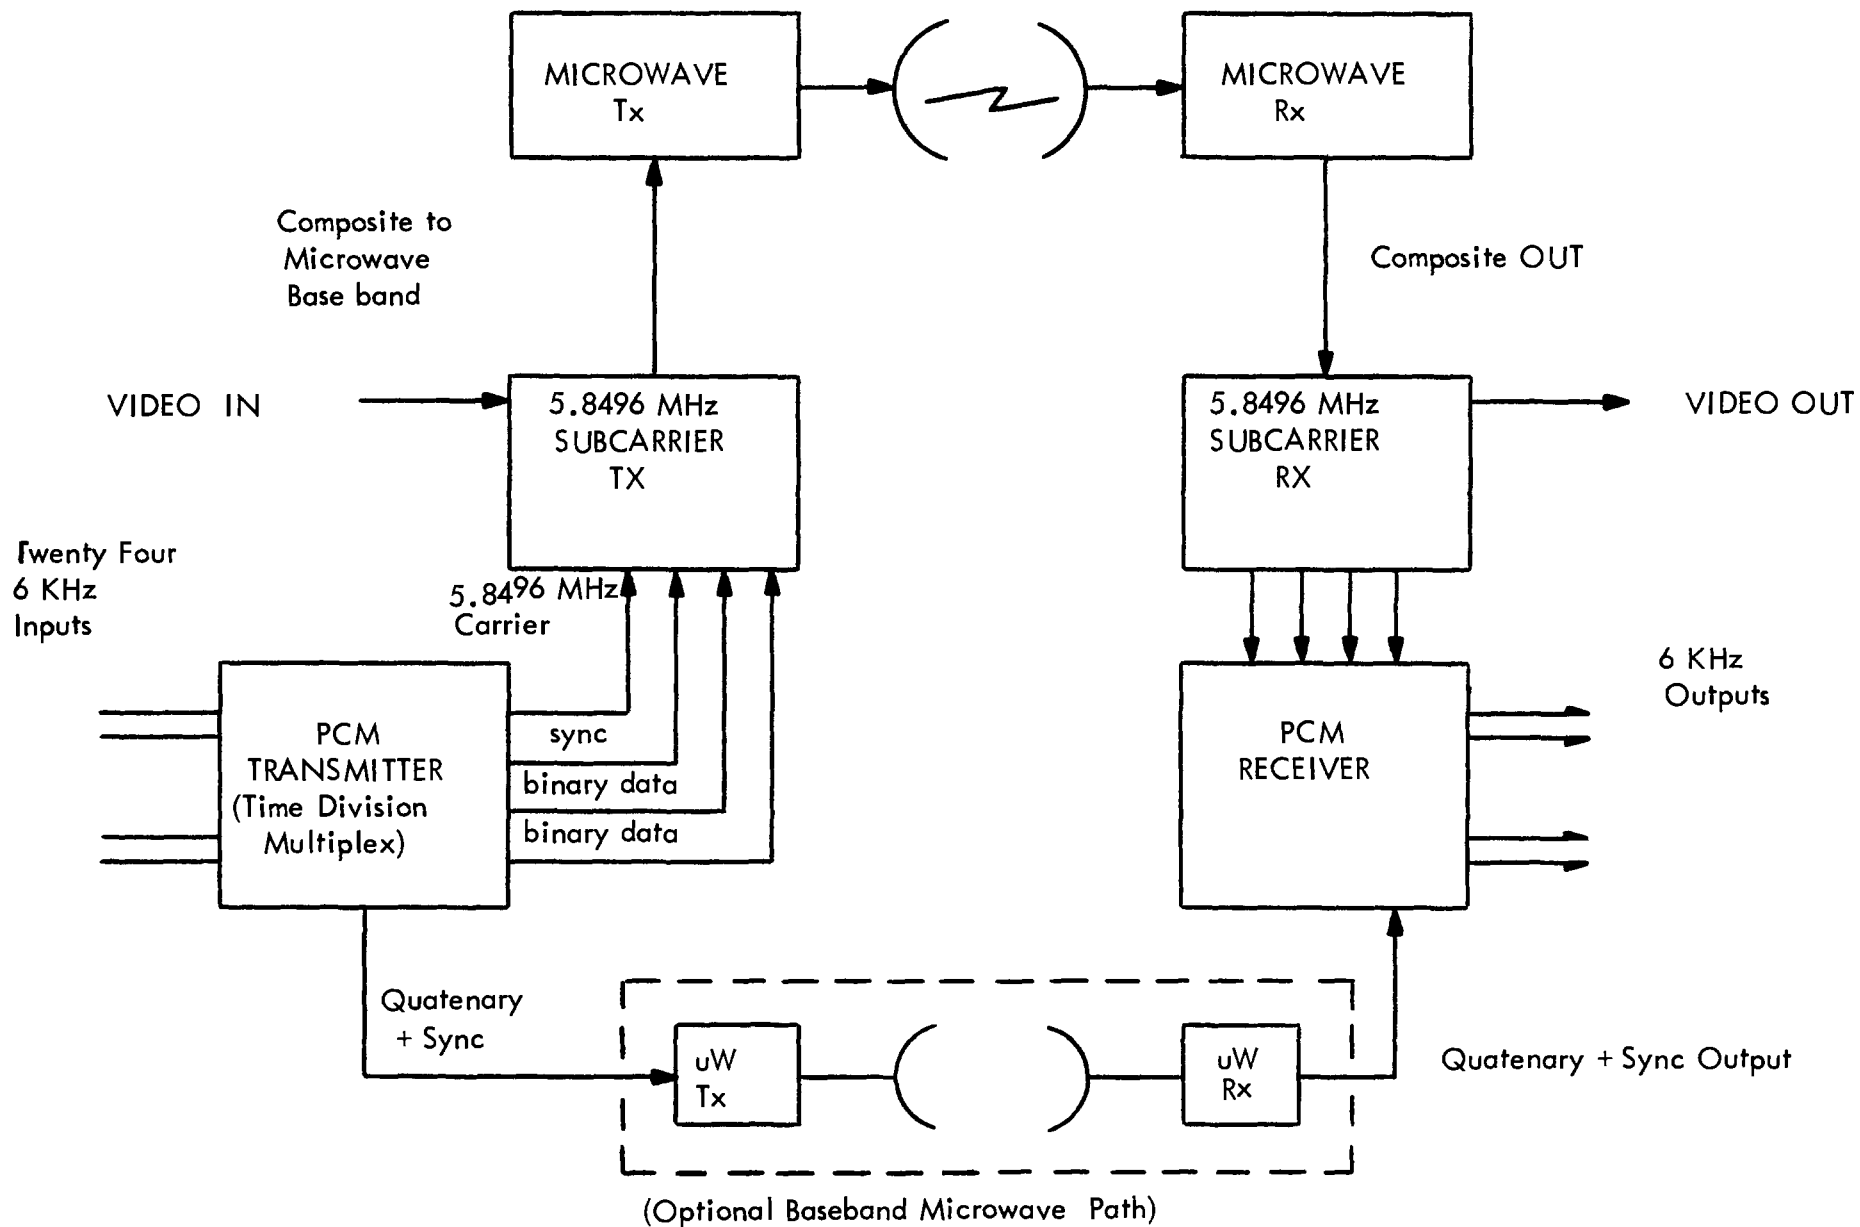 MICROWAVE
Tx
MICROWAVE
Rx
Composite to
Microwave
Base band
Composite OUT
VIDEO IN
5.8496 MHz
SUBCARRIER
TX
5.8496 MHz
SUBCARRIER
RX
VIDEO OUT
Twenty Four
6 KHz
Inputs
5.8496 MHz
Carrier
PCM
TRANSMITTER
(Time Division
Multiplex)
sync
binary data
binary data
PCM
RECEIVER
6 KHz
Outputs
Quatenary
+ Sync
uW
Tx
uW
Rx
Quatenary + Sync Output
(Optional Baseband Microwave Path)